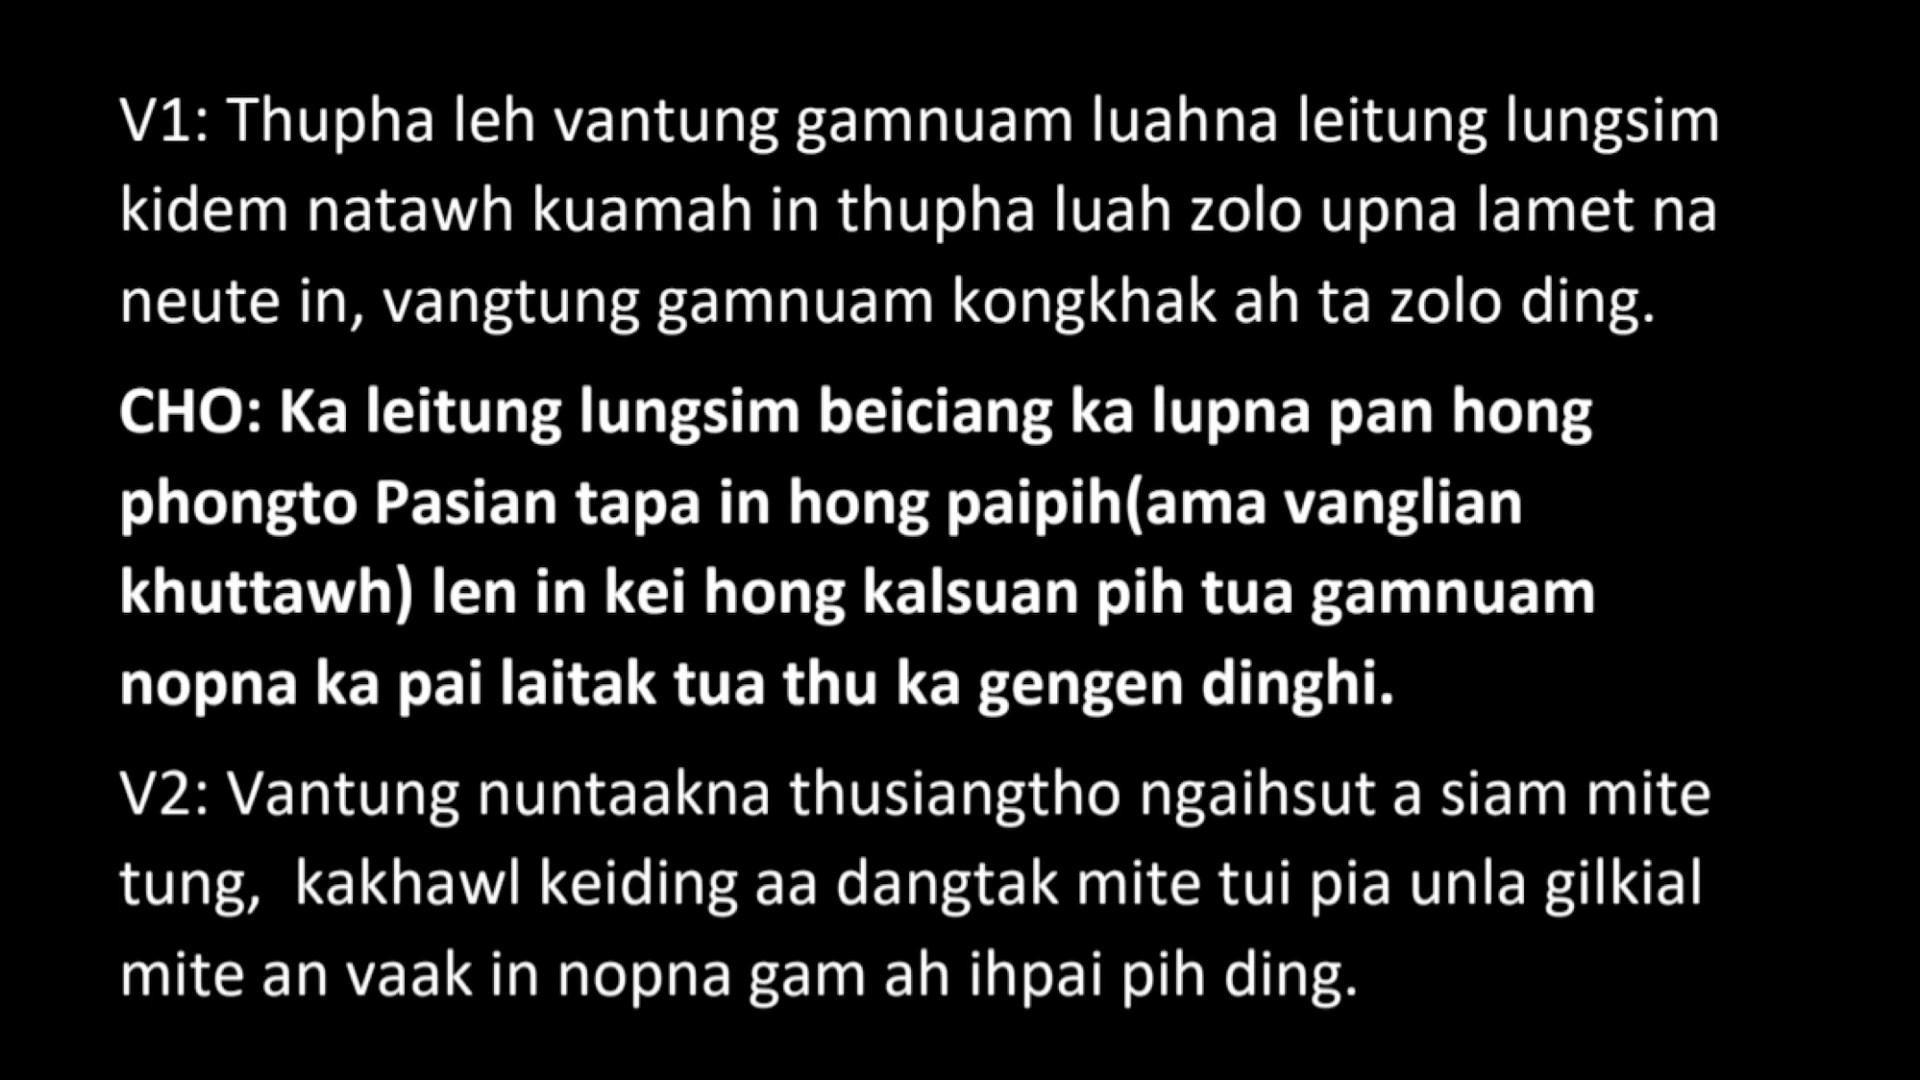 V1: Thupha leh vantung gamnuam luahna leitung lungsim
kidem natawh kuamah in thupha luah zolo upna lamet na
neute in, vangtung gamnuam kongkhak ah ta zolo ding.
CHO: Ka leitung lungsim beiciang ka lupna pan hong
phongto Pasian tapa in hong paipih(ama vanglian
khuttawh) len in kei hong kalsuan pih tua gamnuam
nopna ka pai laitak tua thu ka gengen dinghi.
V2: Vantung nuntaakna thusiangtho ngaihsut a siam mite
tung,  kakhawl keiding aa dangtak mite tui pia unla gilkial
mite an vaak in nopna gam ah ihpai pih ding.